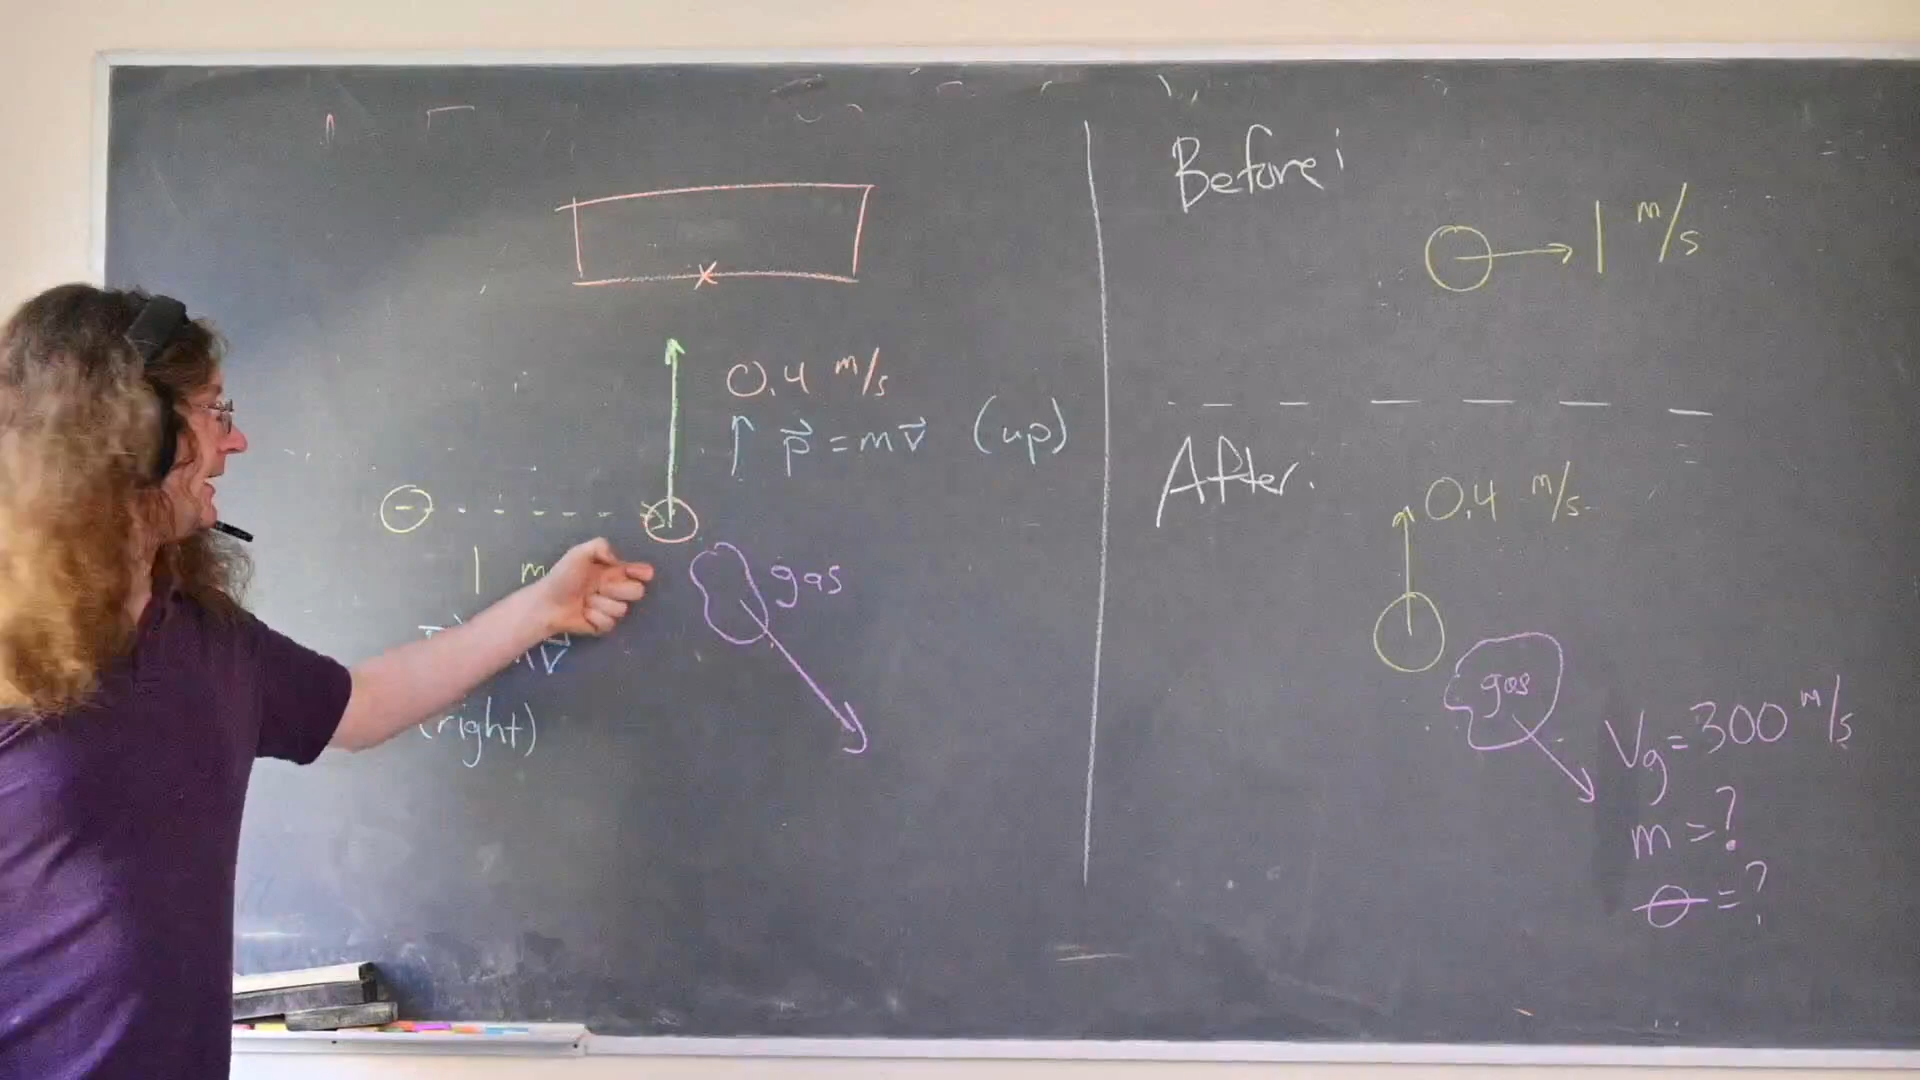 0.4 m/s
↑ p⃗ = mv⃗ (up)
gas
1
(right)
Before:
1 m/s
After.
0.4 m/s
gas
Vg = 300 m/s
m = ?
θ = ?